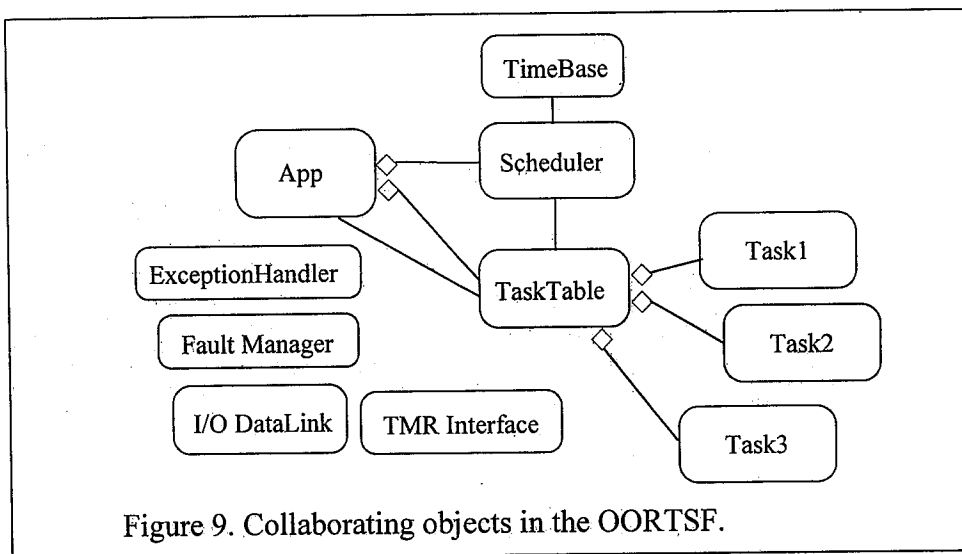 TimeBase
App
Scheduler
Task1
ExceptionHandler
TaskTable
Fault Manager
Task2
I/O DataLink
TMR Interface
Task3
Figure 9. Collaborating objects in the OORTSF.